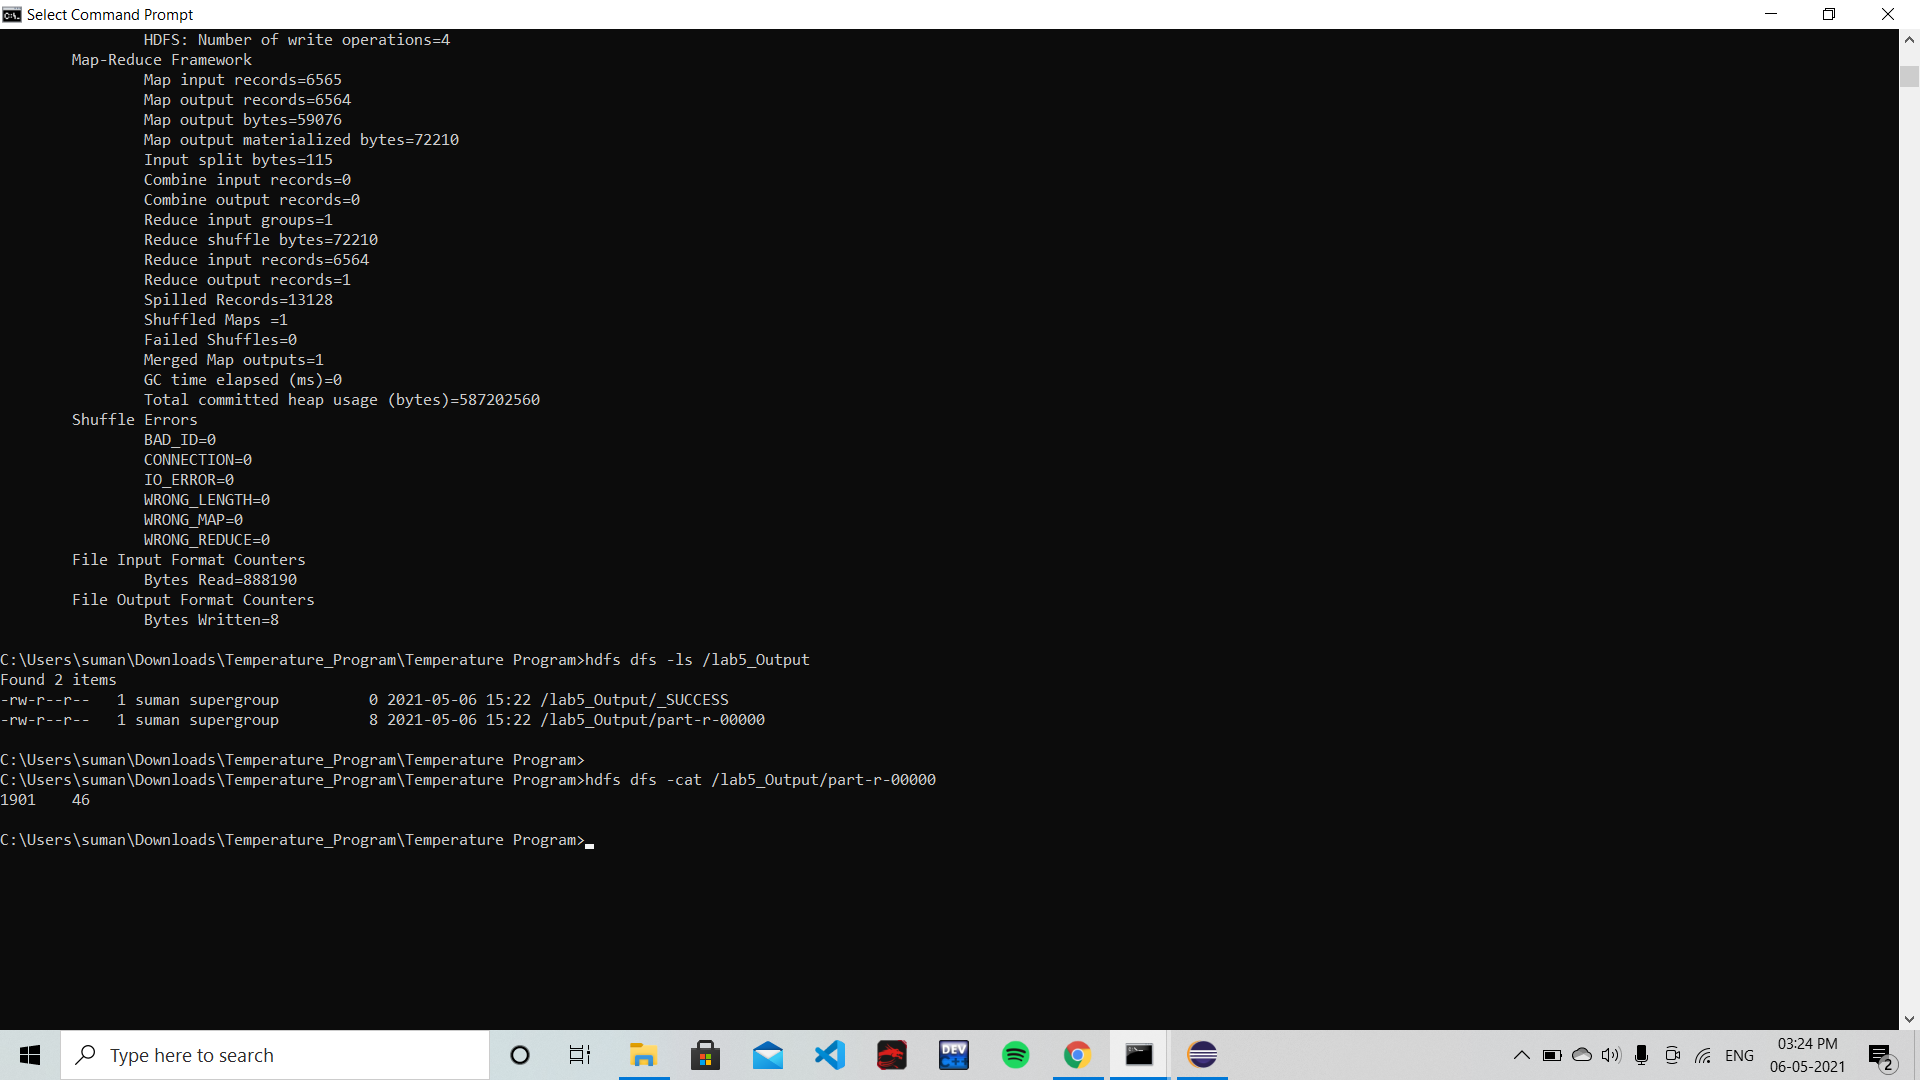 Select Command Prompt
HDFS: Number of write operations=4
Map-Reduce Framework
Map input records=6565
Map output records=6564
Map output bytes=59076
Map output materialized bytes=72210
Input split bytes=115
Combine input records=0
Combine output records=0
Reduce input groups=1
Reduce shuffle bytes=72210
Reduce input records=6564
Reduce output records=1
Spilled Records=13128
Shuffled Maps =1
Failed Shuffles=0
Merged Map outputs=1
GC time elapsed (ms)=0
Total committed heap usage (bytes)=587202560
Shuffle Errors
BAD_ID=0
CONNECTION=0
IO_ERROR=0
WRONG_LENGTH=0
WRONG_MAP=0
WRONG_REDUCE=0
File Input Format Counters
Bytes Read=888190
File Output Format Counters
Bytes Written=8
C:\Users\suman\Downloads\Temperature_Program\Temperature Program>hdfs dfs -ls /lab5_Output
Found 2 items
-rw-r--r--   1 suman supergroup          0 2021-05-06 15:22 /lab5_Output/_SUCCESS
-rw-r--r--   1 suman supergroup          8 2021-05-06 15:22 /lab5_Output/part-r-00000
C:\Users\suman\Downloads\Temperature_Program\Temperature Program>
C:\Users\suman\Downloads\Temperature_Program\Temperature Program>hdfs dfs -cat /lab5_Output/part-r-00000
1901    46
C:\Users\suman\Downloads\Temperature_Program\Temperature Program>
Type here to search
DEV
C++
ENG
03:24 PM
06-05-2021
2